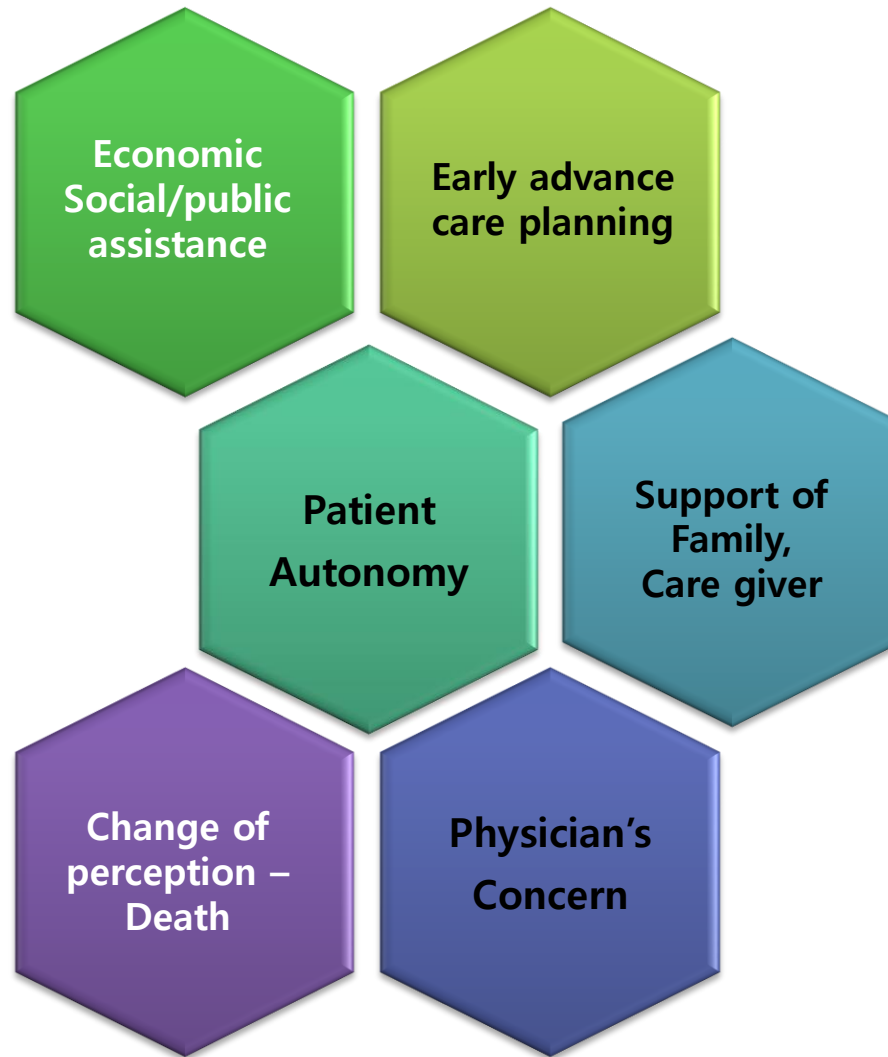 Economic
Social/public
assistance
Early advance
care planning
Patient
Autonomy
Support of
Family,
Care giver
Change of
perception –
Death
Physician’s
Concern